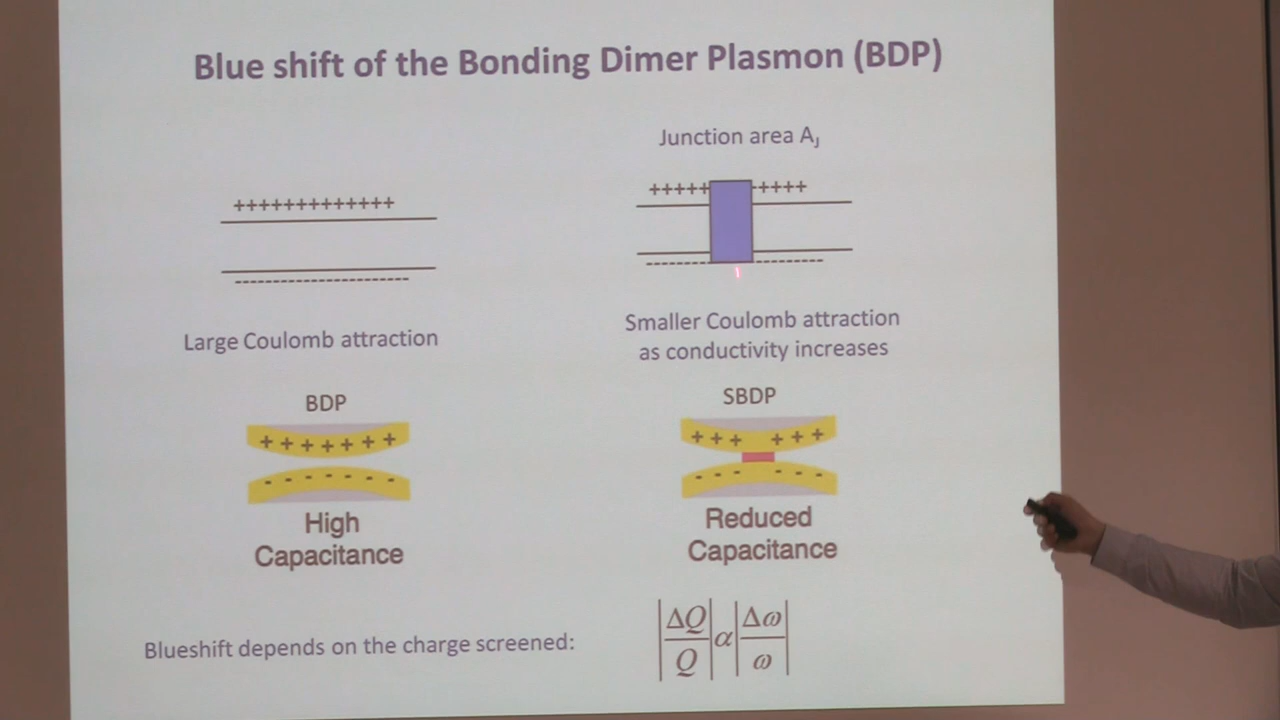 Blue shift of the Bonding Dimer Plasmon (BDP)
Junction area A_J
+++++++++++++
+++++ ++++
------------------------
--------- ---------
Large Coulomb attraction
Smaller Coulomb attraction
as conductivity increases
BDP
SBDP
+ + + + + + +
+ + + + + +
- - - - - - -
- - - - - -
High
Capacitance
Reduced
Capacitance
Blueshift depends on the charge screened:
|ΔQ/Q| α |Δω/ω|